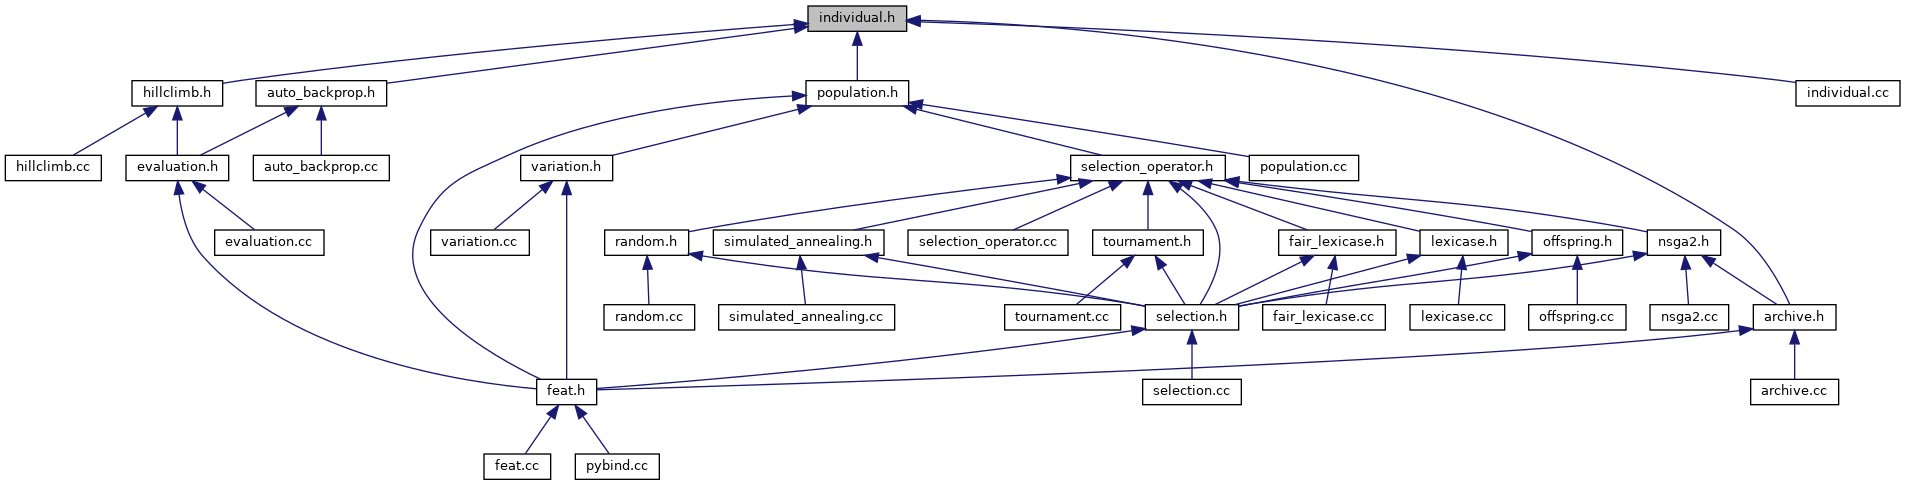 individual.h
hillclimb.h
auto_backprop.h
population.h
individual.cc
hillclimb.cc
evaluation.h
auto_backprop.cc
variation.h
selection_operator.h
population.cc
evaluation.cc
variation.cc
random.h
simulated_annealing.h
selection_operator.cc
tournament.h
fair_lexicase.h
lexicase.h
offspring.h
nsga2.h
random.cc
simulated_annealing.cc
tournament.cc
selection.h
fair_lexicase.cc
lexicase.cc
offspring.cc
nsga2.cc
archive.h
feat.h
selection.cc
archive.cc
feat.cc
pybind.cc